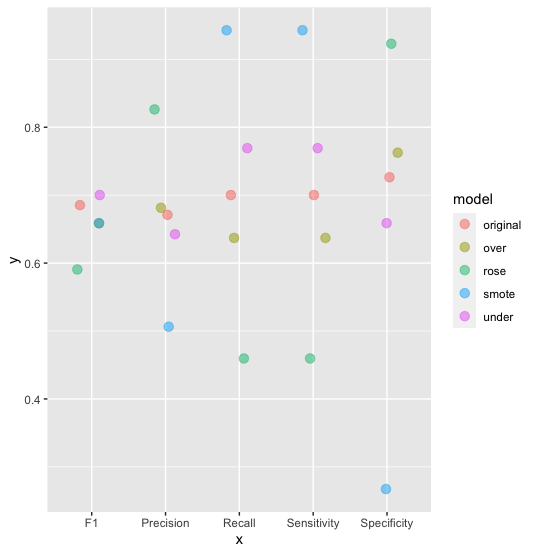 0.8
0.6
0.4
y
F1 Precision Recall Sensitivity Specificity
x
model
original
over
rose
smote
under